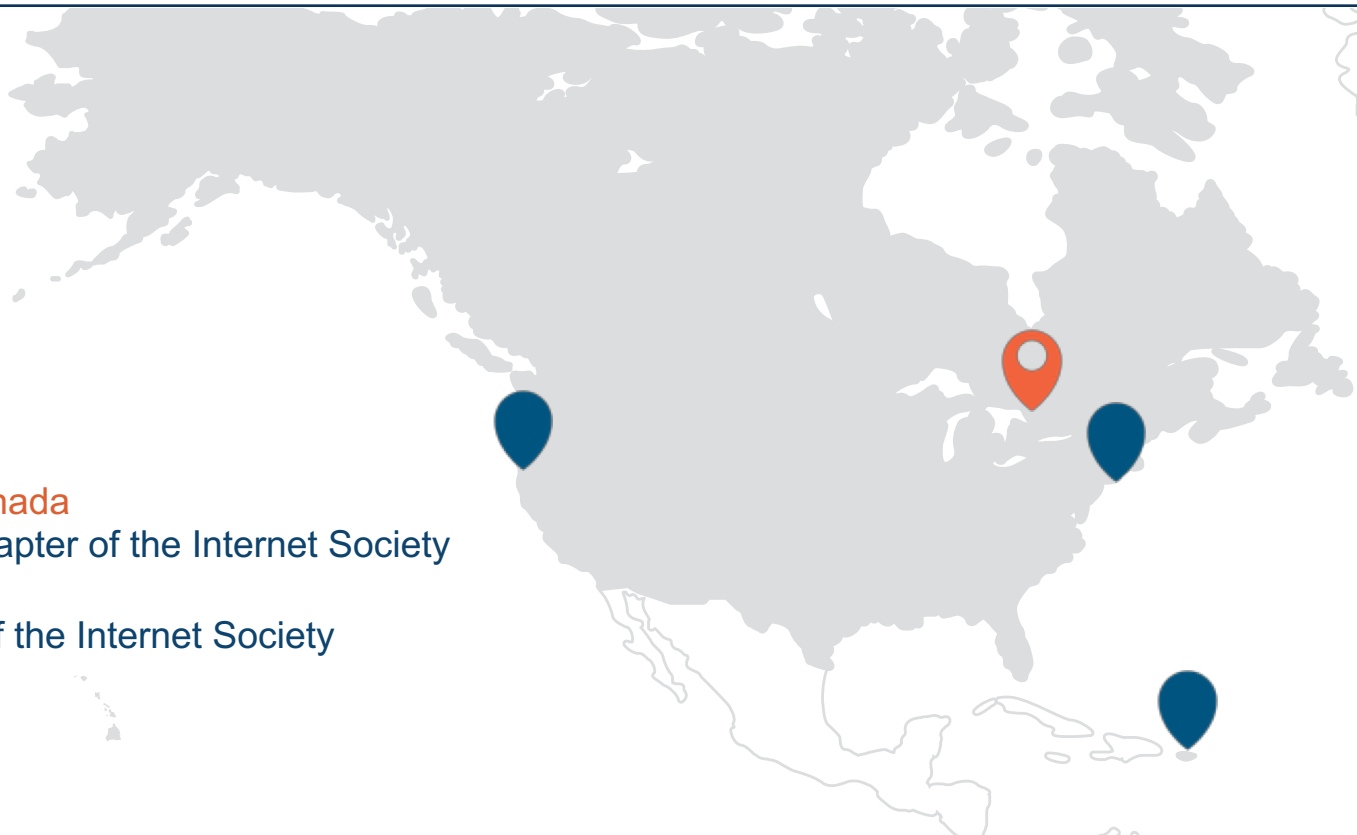 nada
apter of the Internet Society
f the Internet Society